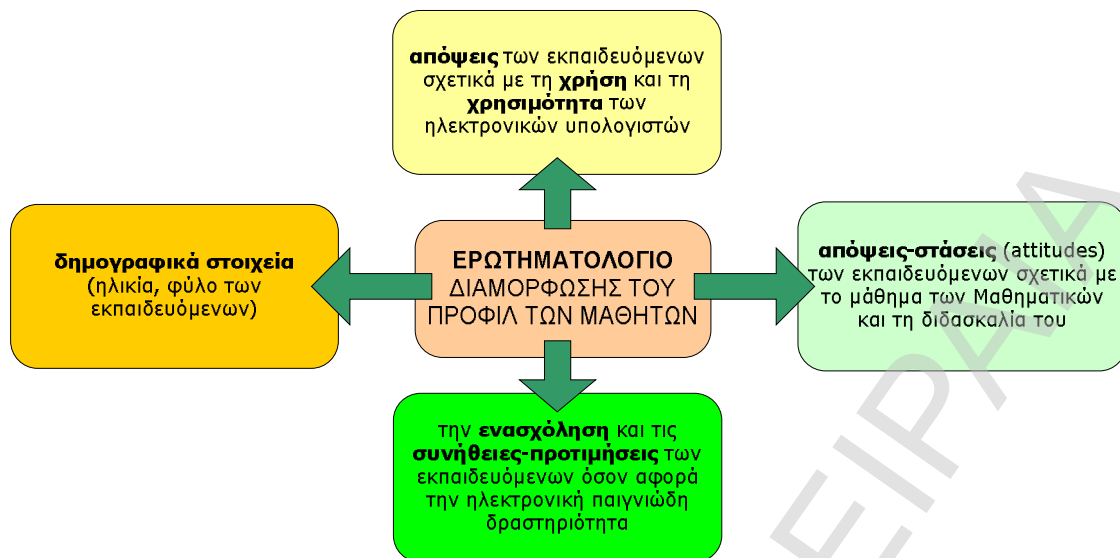 απόψεις των εκπαιδευόμενων
σχετικά με τη χρήση και τη
χρησιμότητα των
ηλεκτρονικών υπολογιστών
δημογραφικά στοιχεία
(ηλικία, φύλο των
εκπαιδευόμενων)
ΕΡΩΤΗΜΑΤΟΛΟΓΙΟ
ΔΙΑΜΟΡΦΩΣΗΣ ΤΟΥ
ΠΡΟΦΙΛ ΤΩΝ ΜΑΘΗΤΩΝ
απόψεις-στάσεις (attitudes)
των εκπαιδευόμενων σχετικά με
το μάθημα των Μαθηματικών
και τη διδασκαλία του
την ενασχόληση και τις
συνήθειες-προτιμήσεις των
εκπαιδευόμενων όσον αφορά
την ηλεκτρονική παιγνιώδη
δραστηριότητα
ΕΙΡΑΙΑ